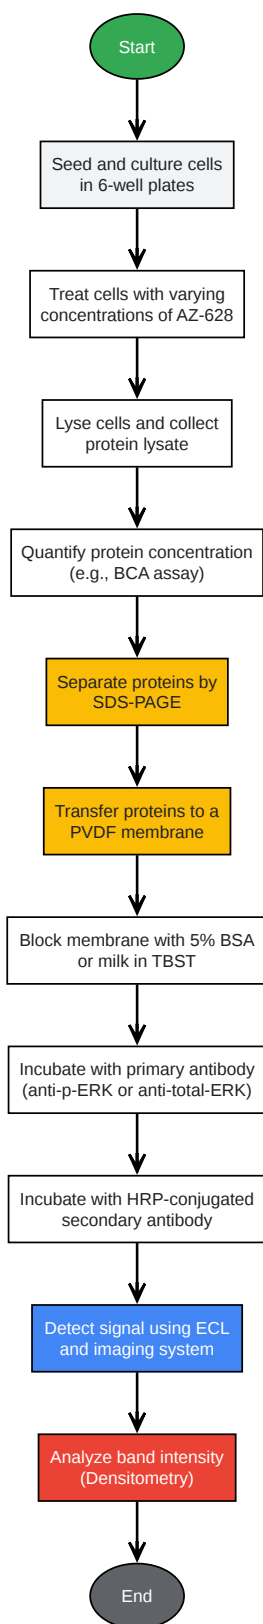 Start
Seed and culture cells
in 6-well plates
Treat cells with varying
concentrations of AZ-628
Lyse cells and collect
protein lysate
Quantify protein concentration
(e.g., BCA assay)
Separate proteins by
SDS-PAGE
Transfer proteins to a
PVDF membrane
Block membrane with 5% BSA
or milk in TBST
Incubate with primary antibody
(anti-p-ERK or anti-total-ERK)
Incubate with HRP-conjugated
secondary antibody
Detect signal using ECL
and imaging system
Analyze band intensity
(Densitometry)
End